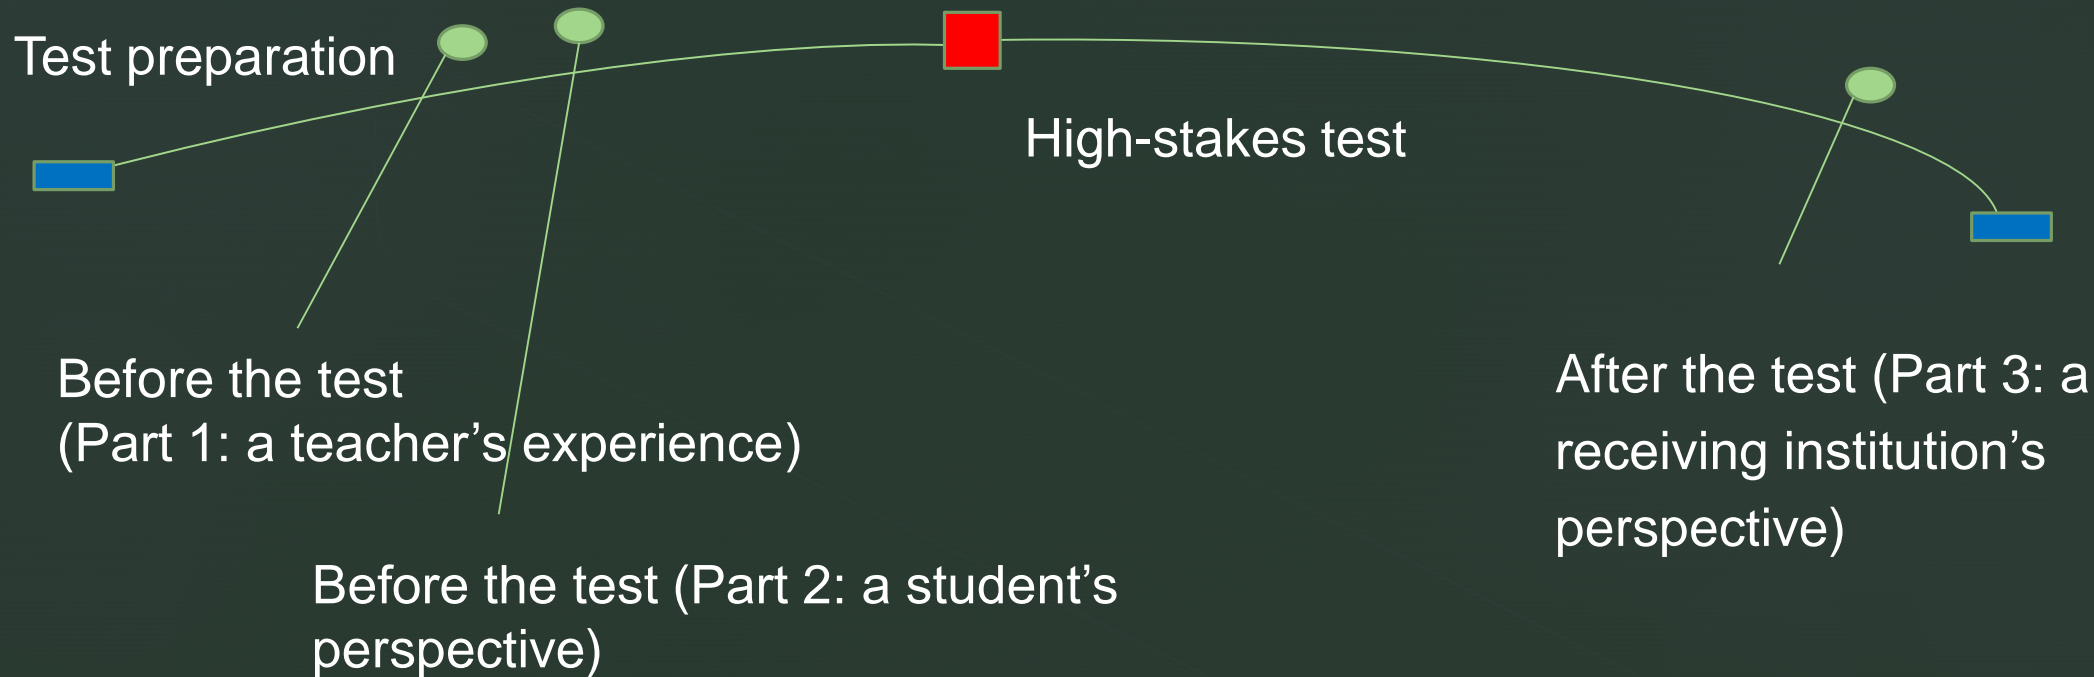 Test preparation
High-stakes test
Before the test
(Part 1: a teacher’s experience)
Before the test (Part 2: a student’s
perspective)
After the test (Part 3: a
receiving institution’s
perspective)